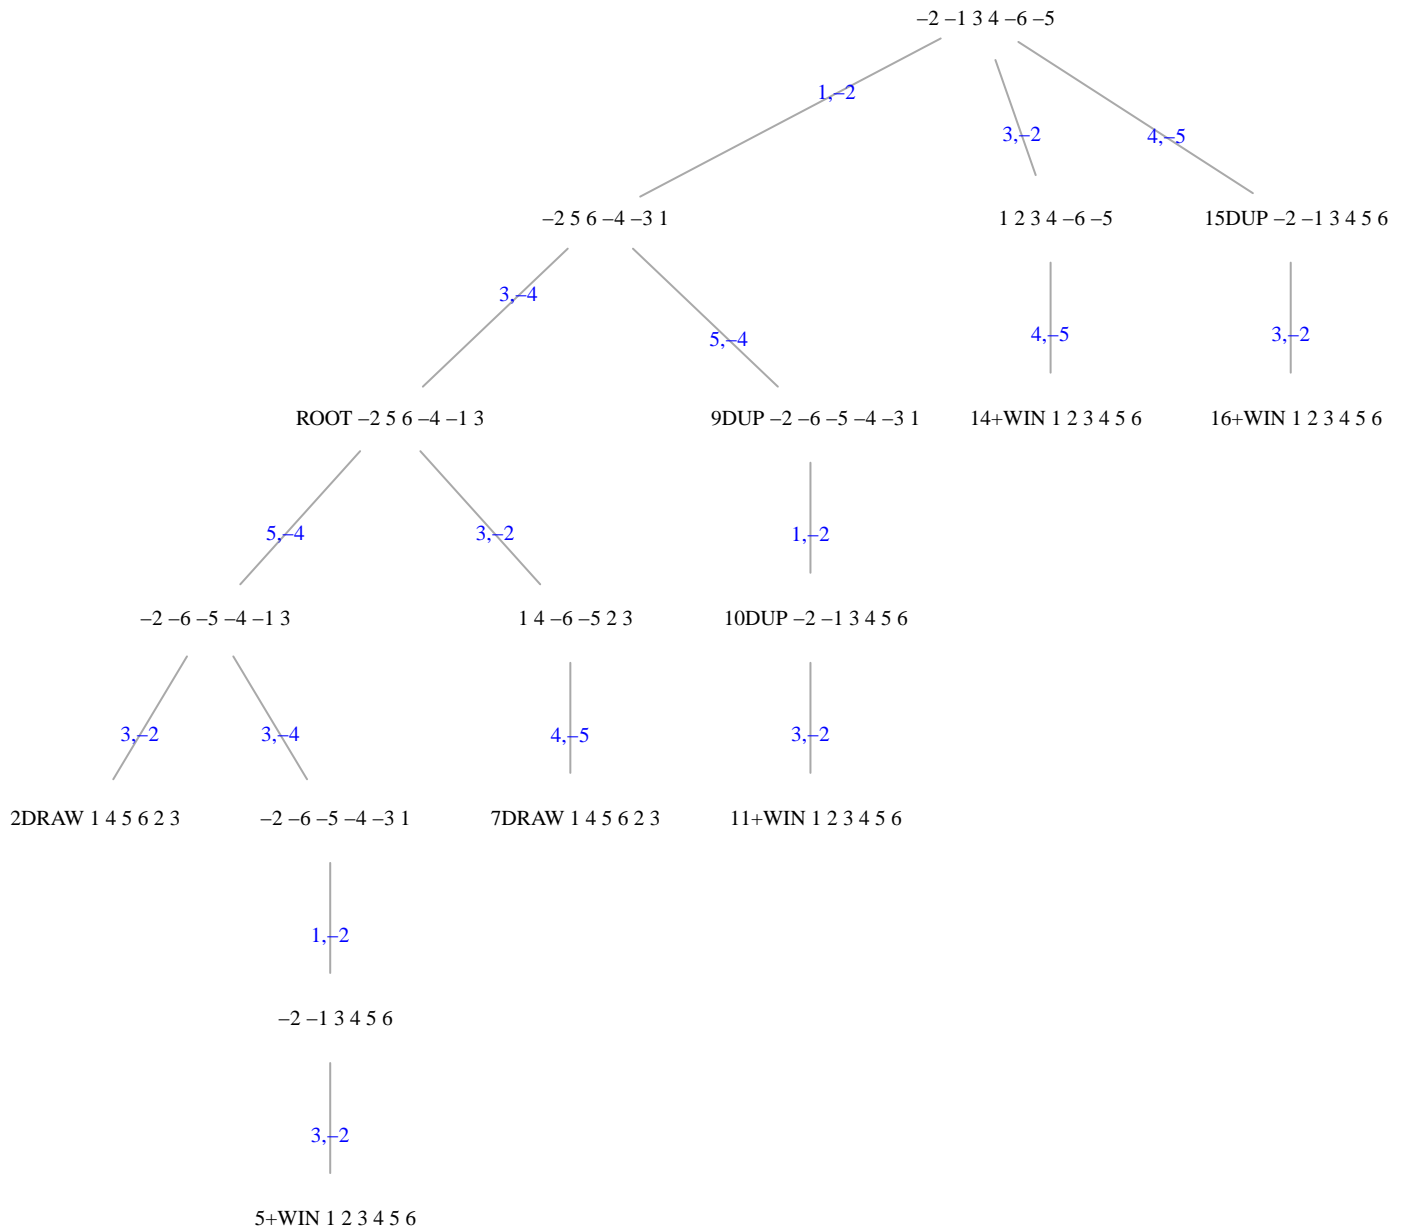 −2 −1 3 4 −6 −5
1,−2
3,−2
4,−5
−2 5 6 −4 −3 1
1 2 3 4 −6 −5
15DUP −2 −1 3 4 5 6
3,−4
5,−4
4,−5
3,−2
ROOT −2 5 6 −4 −1 3
9DUP −2 −6 −5 −4 −3 1
14+WIN 1 2 3 4 5 6
16+WIN 1 2 3 4 5 6
5,−4
3,−2
1,−2
−2 −6 −5 −4 −1 3
1 4 −6 −5 2 3
10DUP −2 −1 3 4 5 6
3,−2
3,−4
4,−5
3,−2
2DRAW 1 4 5 6 2 3
−2 −6 −5 −4 −3 1
7DRAW 1 4 5 6 2 3
11+WIN 1 2 3 4 5 6
1,−2
−2 −1 3 4 5 6
3,−2
5+WIN 1 2 3 4 5 6